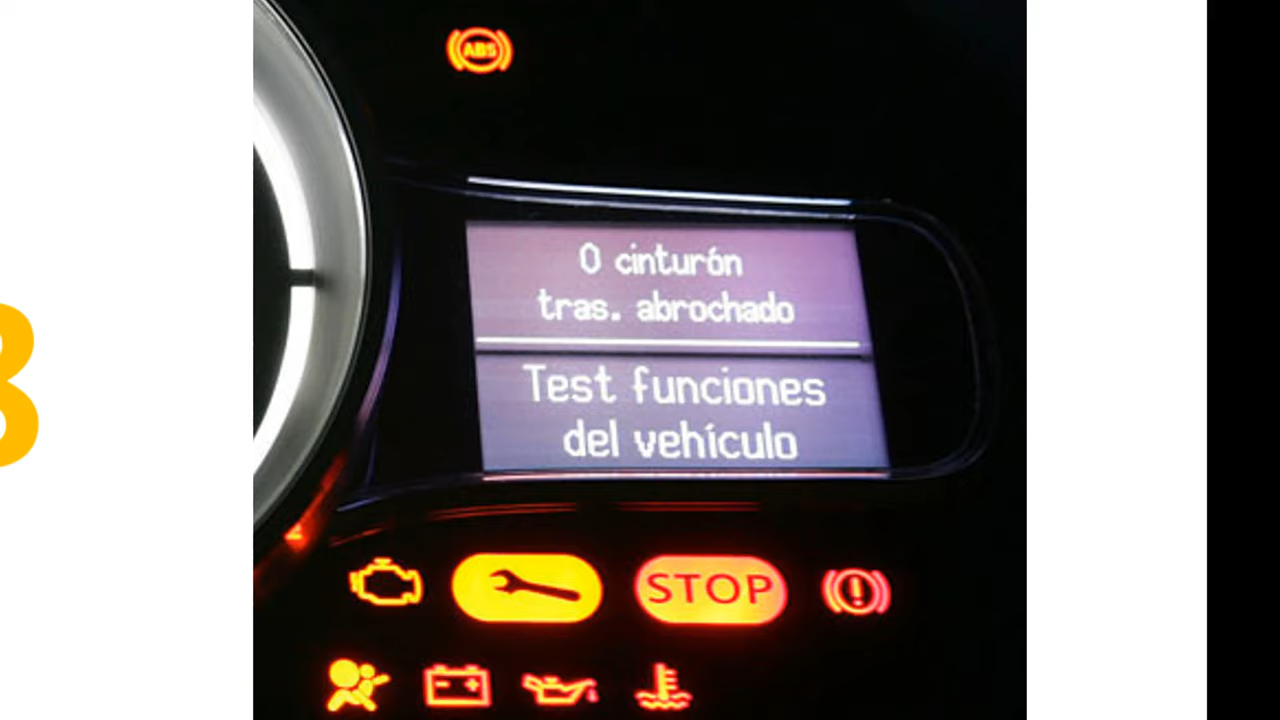 ABS
0 cinturón
tras. abrochado
Test funciones
del vehículo
STOP